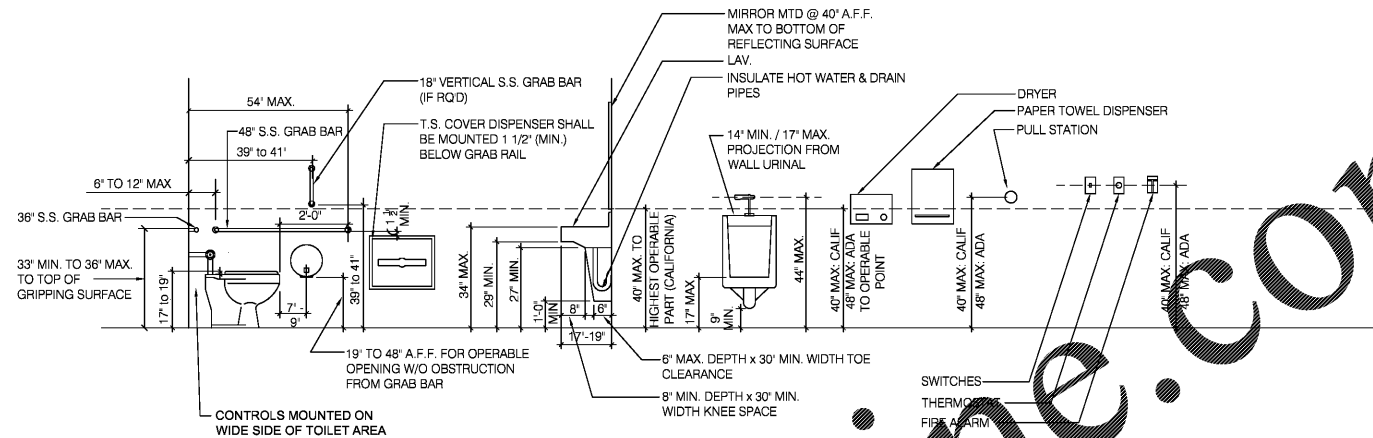 MIRROR MTD @ 40" A.F.F.
MAX TO BOTTOM OF
REFLECTING SURFACE
LAV.
INSULATE HOT WATER & DRAIN
PIPES
18" VERTICAL S.S. GRAB BAR
(IF RQ'D)
T.S. COVER DISPENSER SHALL
BE MOUNTED 1 1/2" (MIN.)
BELOW GRAB RAIL
54" MAX.
48" S.S. GRAB BAR
39" to 41"
6" TO 12" MAX
36" S.S. GRAB BAR
2'-0"
1 1/2"
MIN.
33" MIN. TO 36" MAX.
TO TOP OF
GRIPPING SURFACE
17" to 19"
7" -
9"
39" to 41"
19" TO 48" A.F.F. FOR OPERABLE
OPENING W/O OBSTRUCTION
FROM GRAB BAR
CONTROLS MOUNTED ON
WIDE SIDE OF TOILET AREA
34" MAX.
29" MIN.
27" MIN.
1'-0"
MIN
8"
6"
17"-19"
40" MAX. TO
HIGHEST OPERABLE
PART (CALIFORNIA)
6" MAX. DEPTH x 30" MIN. WIDTH TOE
CLEARANCE
8" MIN. DEPTH x 30" MIN.
WIDTH KNEE SPACE
14" MIN. / 17" MAX.
PROJECTION FROM
WALL URINAL
17" MAX.
9"
MIN.
44" MAX.
DRYER
PAPER TOWEL DISPENSER
PULL STATION
40" MAX: CALIF
48" MAX: ADA
TO OPERABLE
POINT
40" MAX: CALIF
48" MAX: ADA
40" MAX: CALIF
48" MAX: ADA
SWITCHES
THERMOSTAT
FIRE ALARM
ne.cor